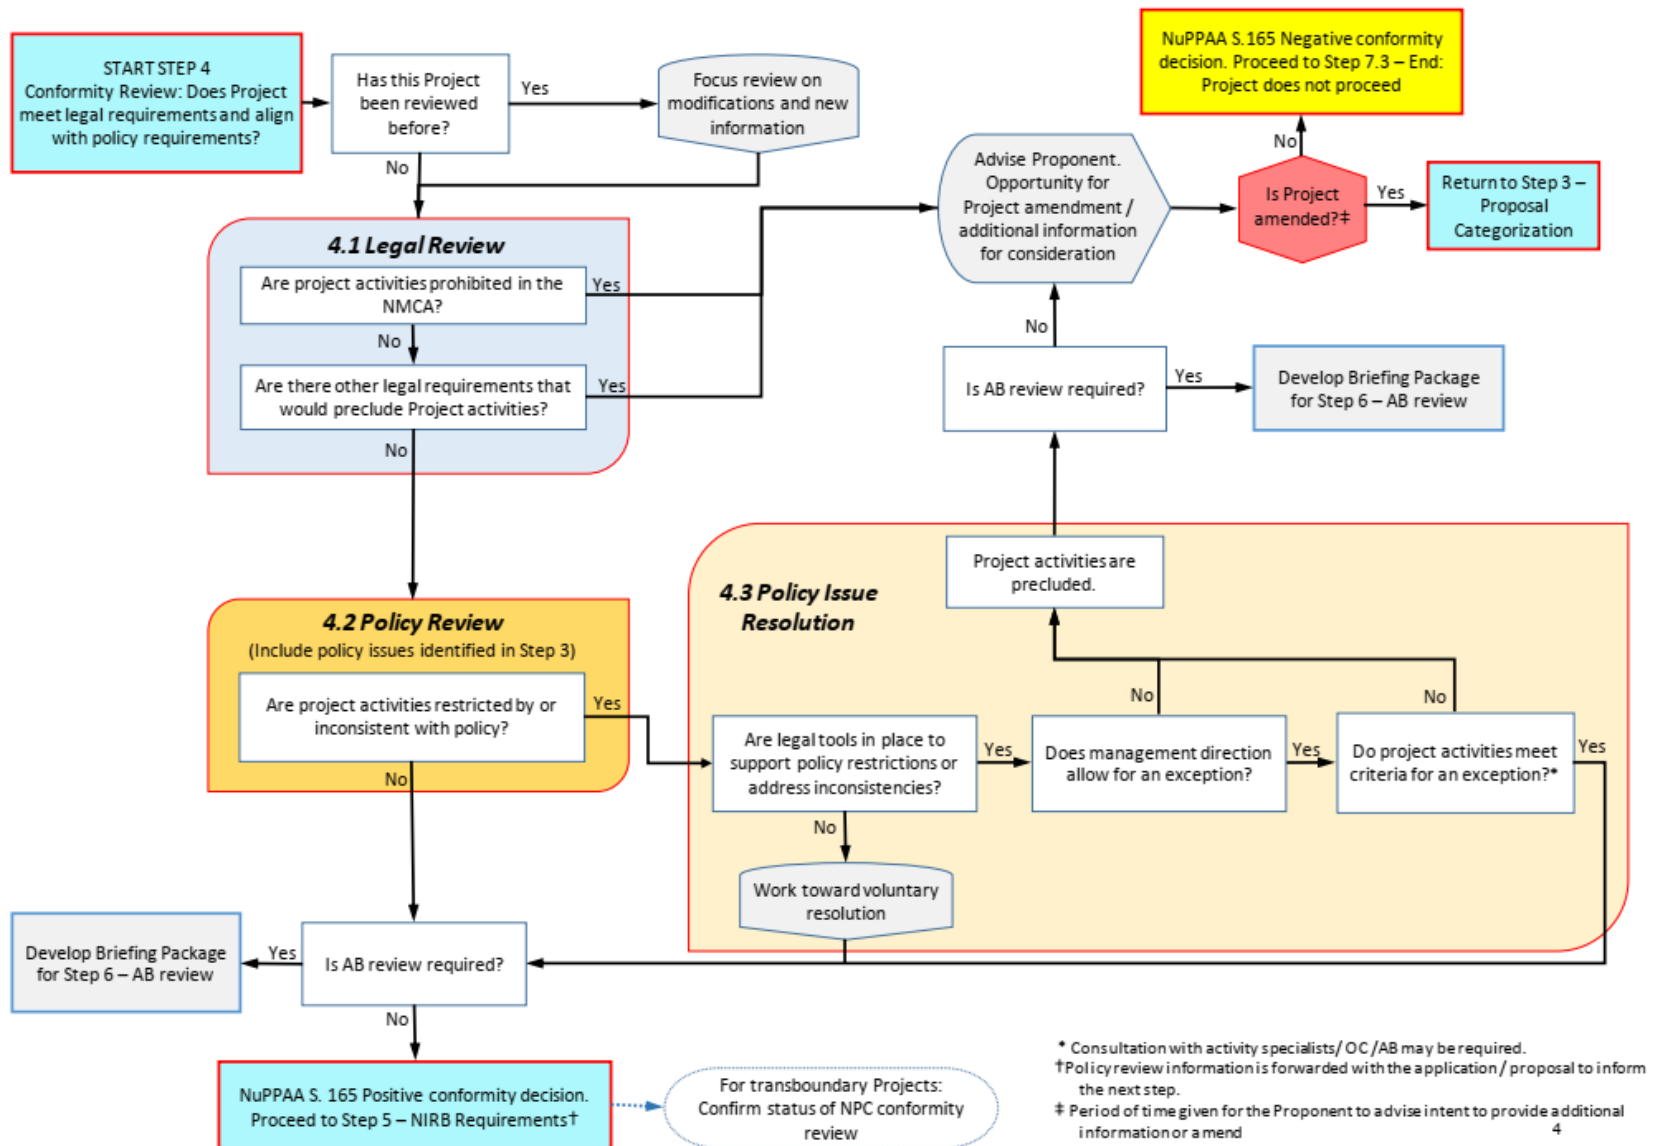 START STEP 4
Conformity Review: Does Project
meet legal requirements and align
with policy requirements?
Has this Project
been reviewed
before?
Yes
No
Focus review on
modifications and new
information
NuPPAA S.165 Negative conformity
decision. Proceed to Step 7.3 – End:
Project does not proceed
No
Advise Proponent.
Opportunity for
Project amendment /
additional information
for consideration
Is Project
amended?‡
Yes
Return to Step 3 –
Proposal
Categorization
4.1 Legal Review
Are project activities prohibited in the
NMCA?
Yes
No
Are there other legal requirements that
would preclude Project activities?
Yes
No
No
Is AB review required?
Yes
Develop Briefing Package
for Step 6 – AB review
4.2 Policy Review
(Include policy issues identified in Step 3)
Are project activities restricted by or
inconsistent with policy?
Yes
No
4.3 Policy Issue
Resolution
Project activities are
precluded.
No
No
Are legal tools in place to
support policy restrictions or
address inconsistencies?
Yes
Does management direction
allow for an exception?
Yes
Do project activities meet
criteria for an exception?*
Yes
No
Work toward voluntary
resolution
Develop Briefing Package
for Step 6 – AB review
Yes
Is AB review required?
No
NuPPAA S. 165 Positive conformity decision.
Proceed to Step 5 – NIRB Requirements†
For transboundary Projects:
Confirm status of NPC conformity
review
* Consultation with activity specialists/ OC /AB may be required.
†Policy review information is forwarded with the application / proposal to inform
the next step.
‡ Period of time given for the Proponent to advise intent to provide additional
information or amend
4